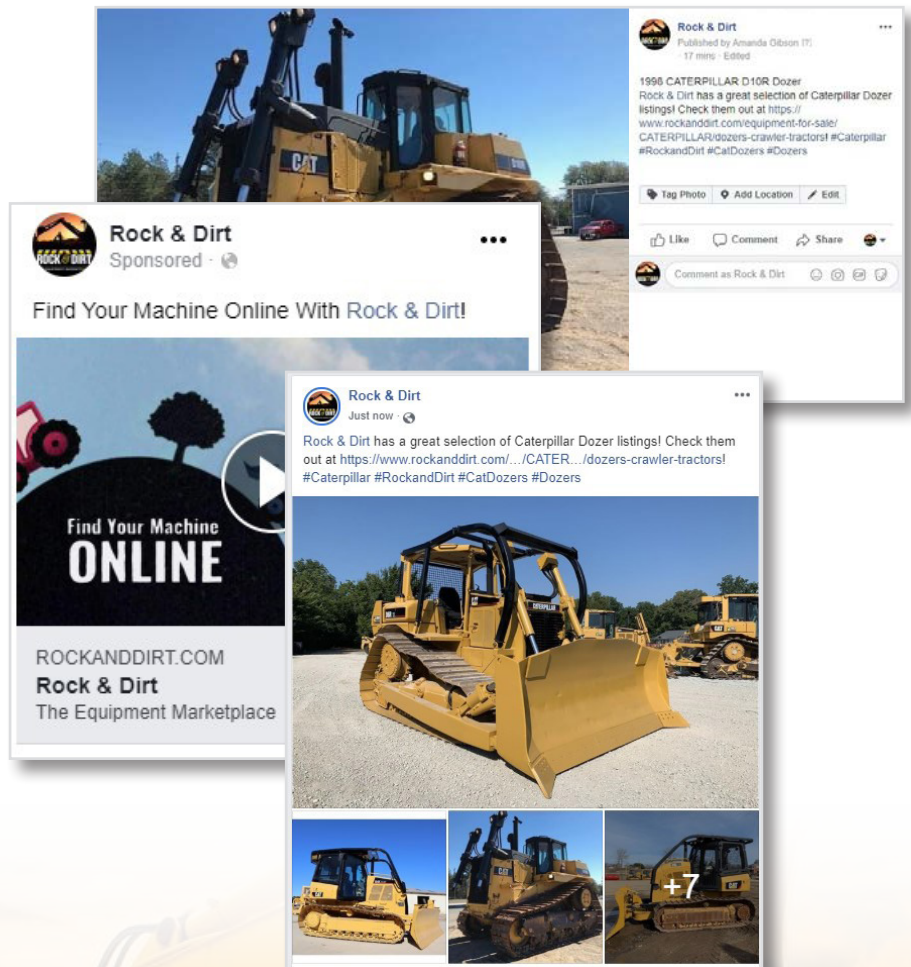 Rock & Dirt
Published by Amanda Gibson [?]
· 17 mins · Edited
1998 CATERPILLAR D10R Dozer
Rock & Dirt has a great selection of Caterpillar Dozer
listings! Check them out at https://
www.rockanddirt.com/equipment-for-sale/
CATERPILLAR/dozers-crawler-tractors! #Caterpillar
#RockandDirt #CatDozers #Dozers
Tag Photo
Add Location
Edit
Like
Comment
Share
Comment as Rock & Dirt
CAT
D10R
Rock & Dirt
Sponsored ·
ROCK & DIRT
Find Your Machine Online With Rock & Dirt!
Find Your Machine
ONLINE
ROCKANDDIRT.COM
Rock & Dirt
The Equipment Marketplace
Rock & Dirt
Just now ·
Rock & Dirt has a great selection of Caterpillar Dozer listings! Check them
out at https://www.rockanddirt.com/…/CATER…/dozers-crawler-tractors!
#Caterpillar #RockandDirt #CatDozers #Dozers
CATERPILLAR
CAT
+7
CAT